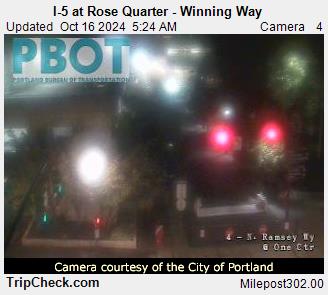 I-5 at Rose Quarter - Winning Way
Updated Oct 16 2024 5:24 AM Camera 4
PBOT
PORTLAND BUREAU OF TRANSPORTATION
4 - N. Ramsey Wy
@ One Ctr
Camera courtesy of the City of Portland
TripCheck.com Milepost302.00